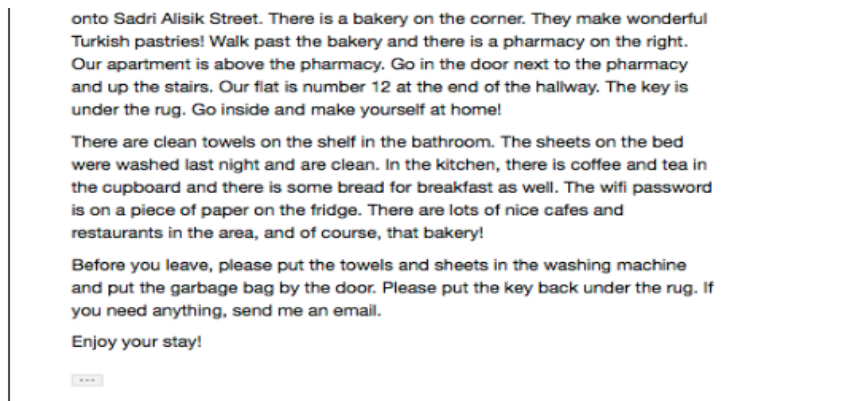 onto Sadri Alisik Street. There is a bakery on the corner. They make wonderful
Turkish pastries! Walk past the bakery and there is a pharmacy on the right.
Our apartment is above the pharmacy. Go in the door next to the pharmacy
and up the stairs. Our flat is number 12 at the end of the hallway. The key is
under the rug. Go inside and make yourself at home!
There are clean towels on the shelf in the bathroom. The sheets on the bed
were washed last night and are clean. In the kitchen, there is coffee and tea in
the cupboard and there is some bread for breakfast as well. The wifi password
is on a piece of paper on the fridge. There are lots of nice cafes and
restaurants in the area, and of course, that bakery!
Before you leave, please put the towels and sheets in the washing machine
and put the garbage bag by the door. Please put the key back under the rug. If
you need anything, send me an email.
Enjoy your stay!